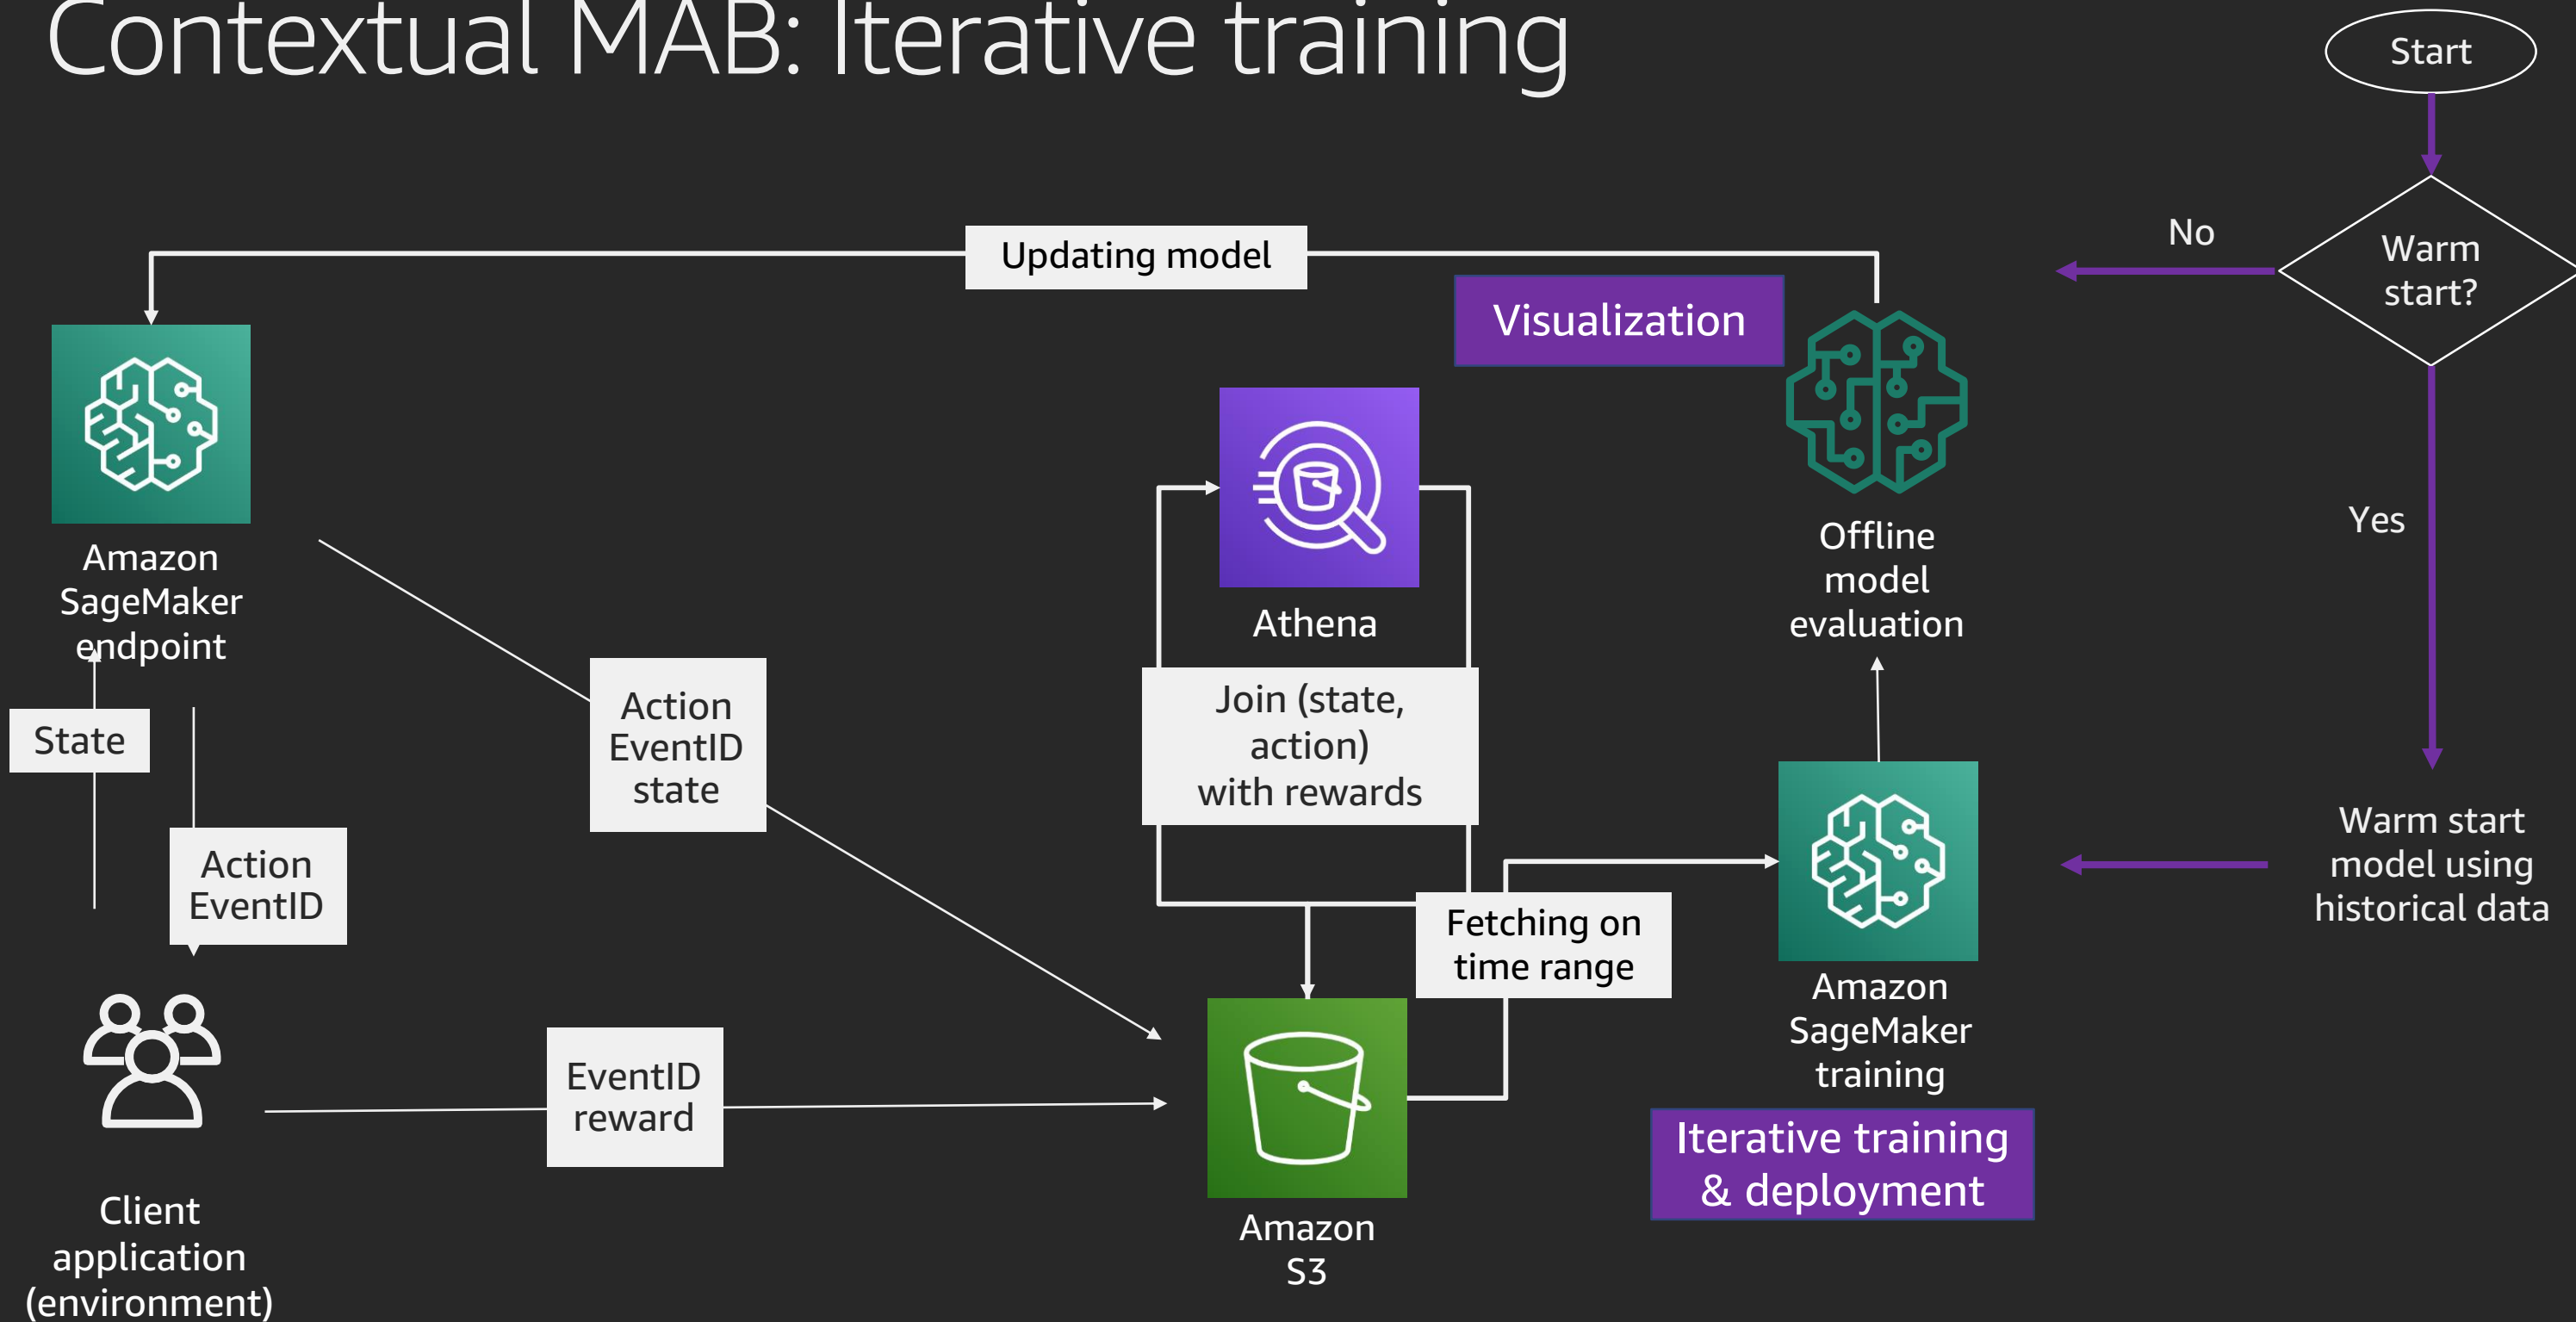 Contextual MAB: Iterative training
Start
No
Warm
start?
Updating model
Visualization
Amazon
SageMaker
endpoint
Offline
model
evaluation
Yes
Athena
State
Action
EventID
state
Join (state,
action)
with rewards
Action
EventID
Warm start
model using
historical data
Fetching on
time range
Amazon
SageMaker
training
EventID
reward
Iterative training
& deployment
Client
application
(environment)
Amazon
S3